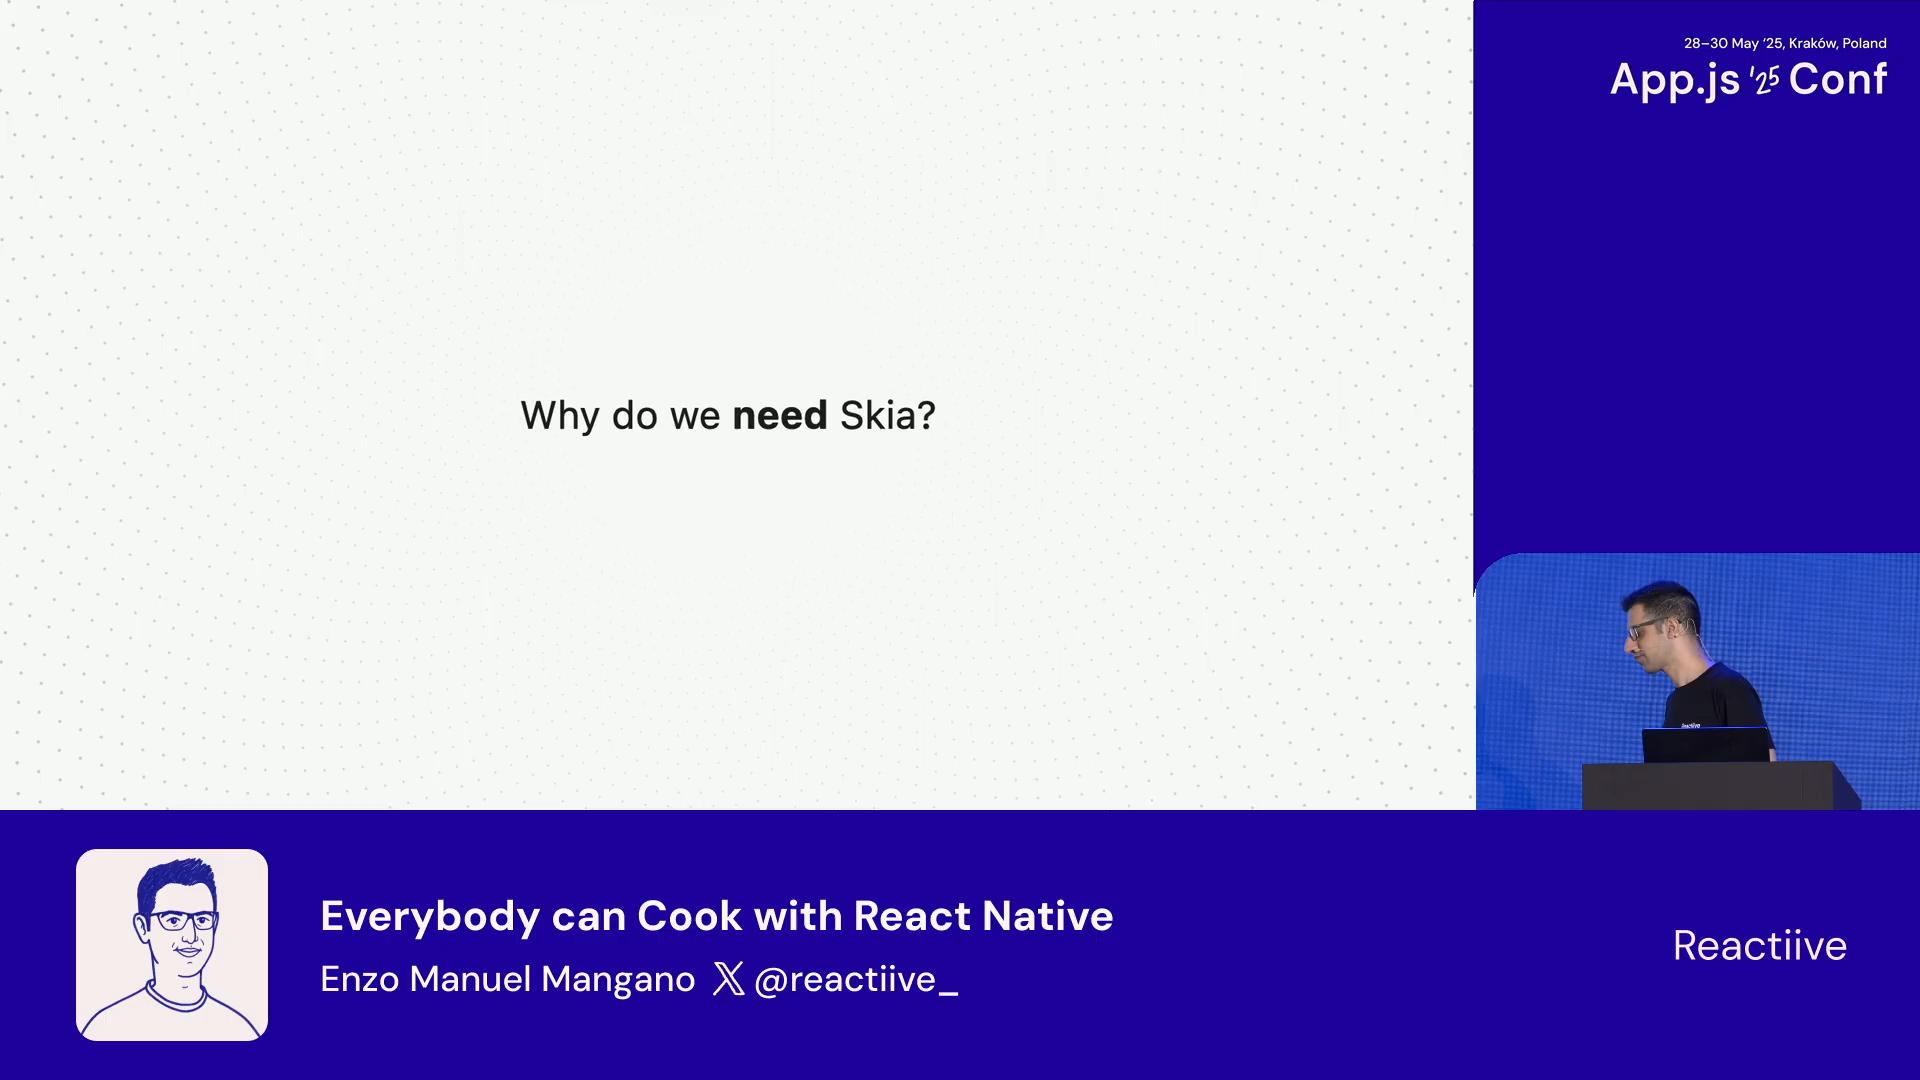 28–30 May '25, Kraków, Poland
App.js '25 Conf
Why do we need Skia?
Everybody can Cook with React Native
Enzo Manuel Mangano 𝕏 @reactiive_
Reactiive